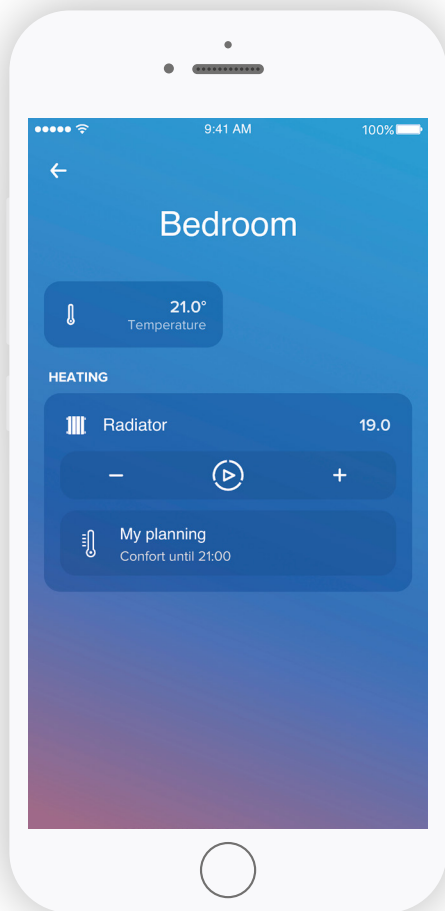 9:41 AM
100%
Bedroom
21.0°
Temperature
HEATING
Radiator
19.0
− +
My planning
Confort until 21:00